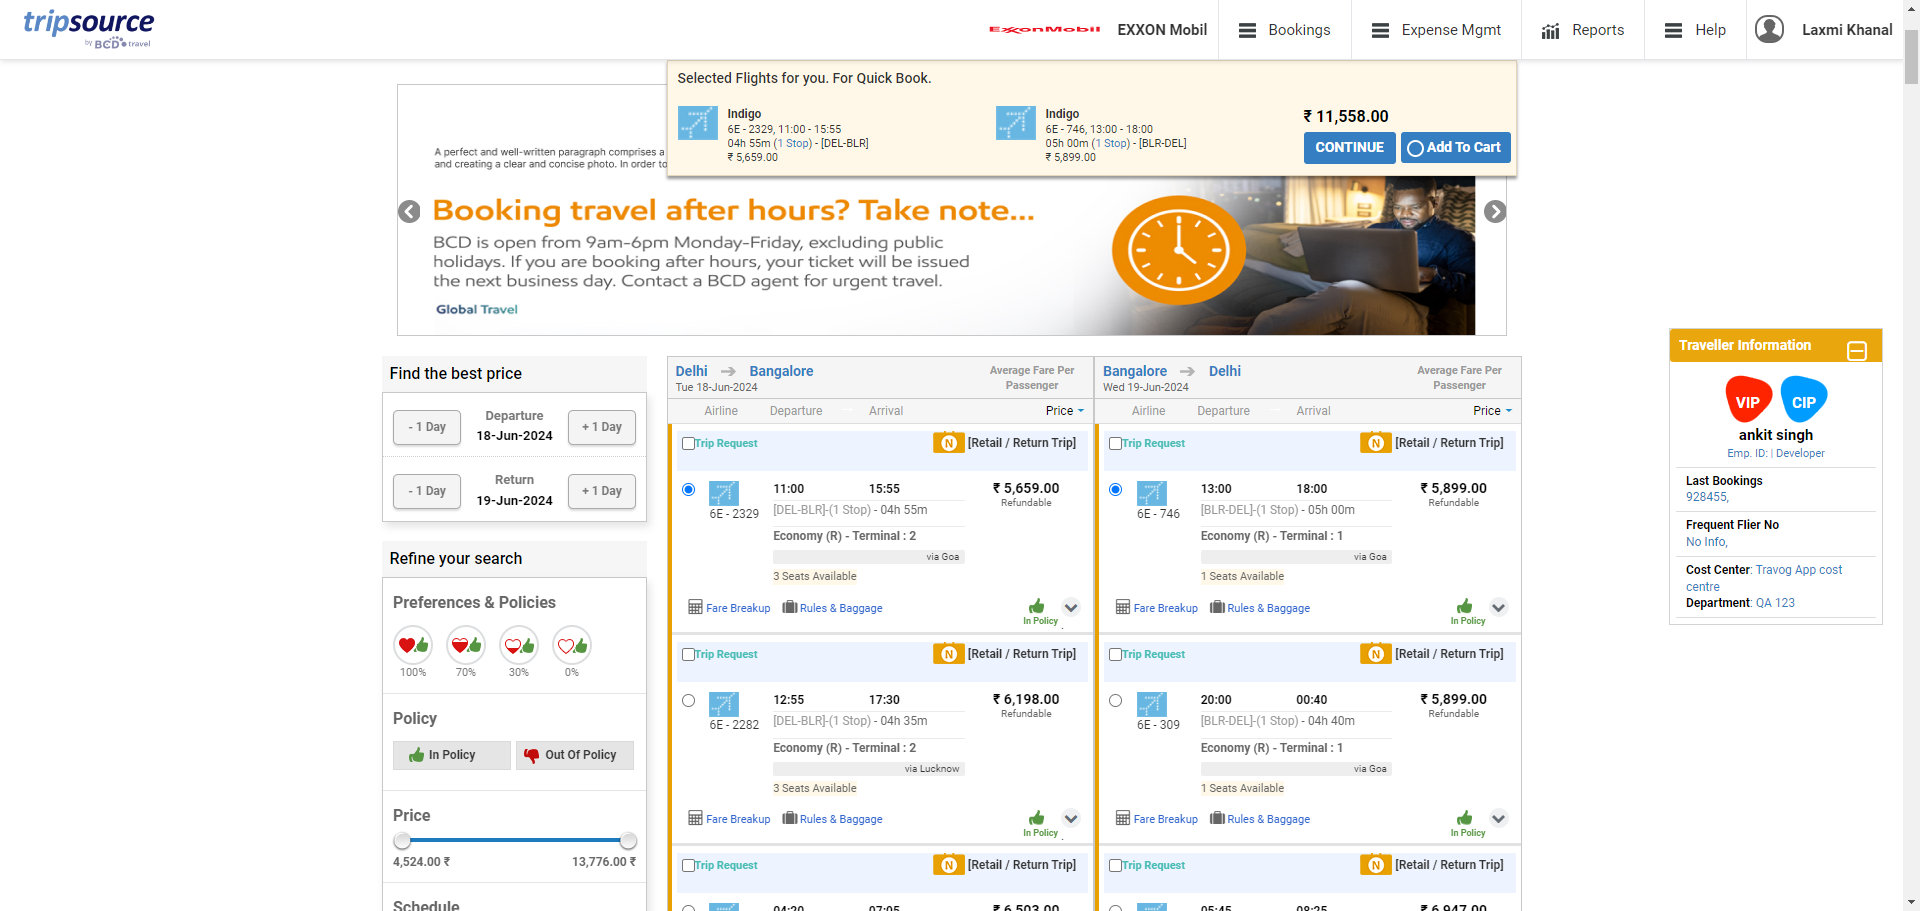 tripsource
by BCD travel
ExxonMobil
EXXON Mobil
Bookings
Expense Mgmt
Reports
Help
Laxmi Khanal
Selected Flights for you. For Quick Book.
Indigo
6E - 2329, 11:00 - 15:55
04h 55m (1 Stop) - [DEL-BLR]
₹ 5,659.00
Indigo
6E - 746, 13:00 - 18:00
05h 00m (1 Stop) - [BLR-DEL]
₹ 5,899.00
₹ 11,558.00
CONTINUE
Add To Cart
A perfect and well-written paragraph comprises a
and creating a clear and concise photo. In order to
Booking travel after hours? Take note...
BCD is open from 9am-6pm Monday-Friday, excluding public
holidays. If you are booking after hours, your ticket will be issued
the next business day. Contact a BCD agent for urgent travel.
Global Travel
Find the best price
- 1 Day
Departure
18-Jun-2024
+ 1 Day
- 1 Day
Return
19-Jun-2024
+ 1 Day
Refine your search
Preferences & Policies
100%
70%
30%
0%
Policy
In Policy
Out Of Policy
Price
4,524.00 ₹
13,776.00 ₹
Schedule
Delhi
Bangalore
Tue 18-Jun-2024
Average Fare Per
Passenger
Airline
Departure
Arrival
Price
Trip Request
N
[Retail / Return Trip]
6E - 2329
11:00
15:55
[DEL-BLR]-(1 Stop) - 04h 55m
Economy (R) - Terminal : 2
via Goa
3 Seats Available
₹ 5,659.00
Refundable
Fare Breakup
Rules & Baggage
In Policy
Trip Request
N
[Retail / Return Trip]
6E - 2282
12:55
17:30
[DEL-BLR]-(1 Stop) - 04h 35m
Economy (R) - Terminal : 2
via Lucknow
3 Seats Available
₹ 6,198.00
Refundable
Fare Breakup
Rules & Baggage
In Policy
Trip Request
N
[Retail / Return Trip]
04:20
07:05
₹ 6,503.00
Bangalore
Delhi
Wed 19-Jun-2024
Average Fare Per
Passenger
Airline
Departure
Arrival
Price
Trip Request
N
[Retail / Return Trip]
6E - 746
13:00
18:00
[BLR-DEL]-(1 Stop) - 05h 00m
Economy (R) - Terminal : 1
via Goa
1 Seats Available
₹ 5,899.00
Refundable
Fare Breakup
Rules & Baggage
In Policy
Trip Request
N
[Retail / Return Trip]
6E - 309
20:00
00:40
[BLR-DEL]-(1 Stop) - 04h 40m
Economy (R) - Terminal : 1
via Goa
1 Seats Available
₹ 5,899.00
Refundable
Fare Breakup
Rules & Baggage
In Policy
Trip Request
N
[Retail / Return Trip]
05:45
08:25
₹ 6,947.00
Traveller Information
VIP
CIP
ankit singh
Emp. ID: | Developer
Last Bookings
928455,
Frequent Flier No
No Info,
Cost Center: Travog App cost
centre
Department: QA 123